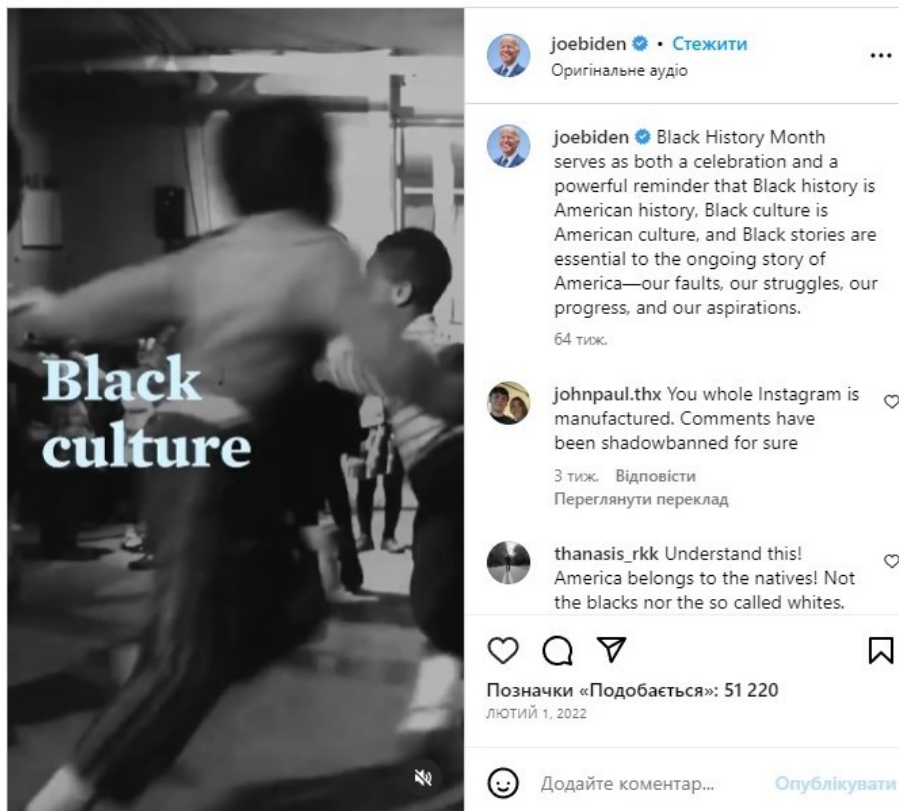 Black
culture
joebiden • Стежити
Оригінальне аудіо
joebiden Black History Month
serves as both a celebration and a
powerful reminder that Black history is
American history, Black culture is
American culture, and Black stories are
essential to the ongoing story of
America—our faults, our struggles, our
progress, and our aspirations.
64 тиж.
johnpaul.thx You whole Instagram is
manufactured. Comments have
been shadowbanned for sure
3 тиж. Відповісти
Переглянути переклад
thanasis_rkk Understand this!
America belongs to the natives! Not
the blacks nor the so called whites.
Позначки «Подобається»: 51 220
ЛЮТИЙ 1, 2022
Додайте коментар... Опублікувати